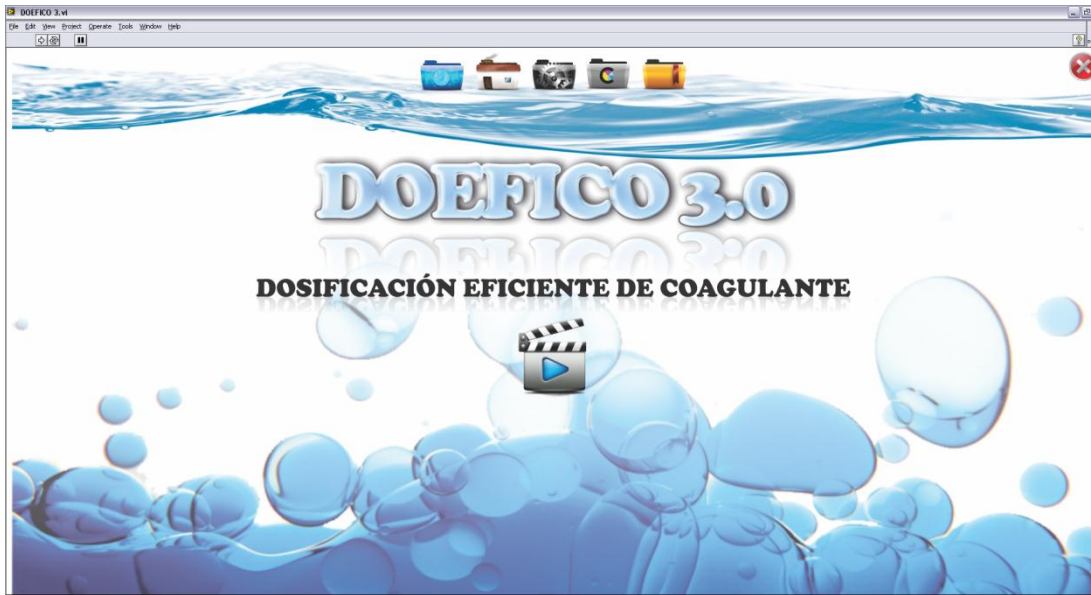 DOEFICO 3.vi
File Edit View Project Operate Tools Window Help
DOEFICO 3.0
DOSIFICACIÓN EFICIENTE DE COAGULANTE